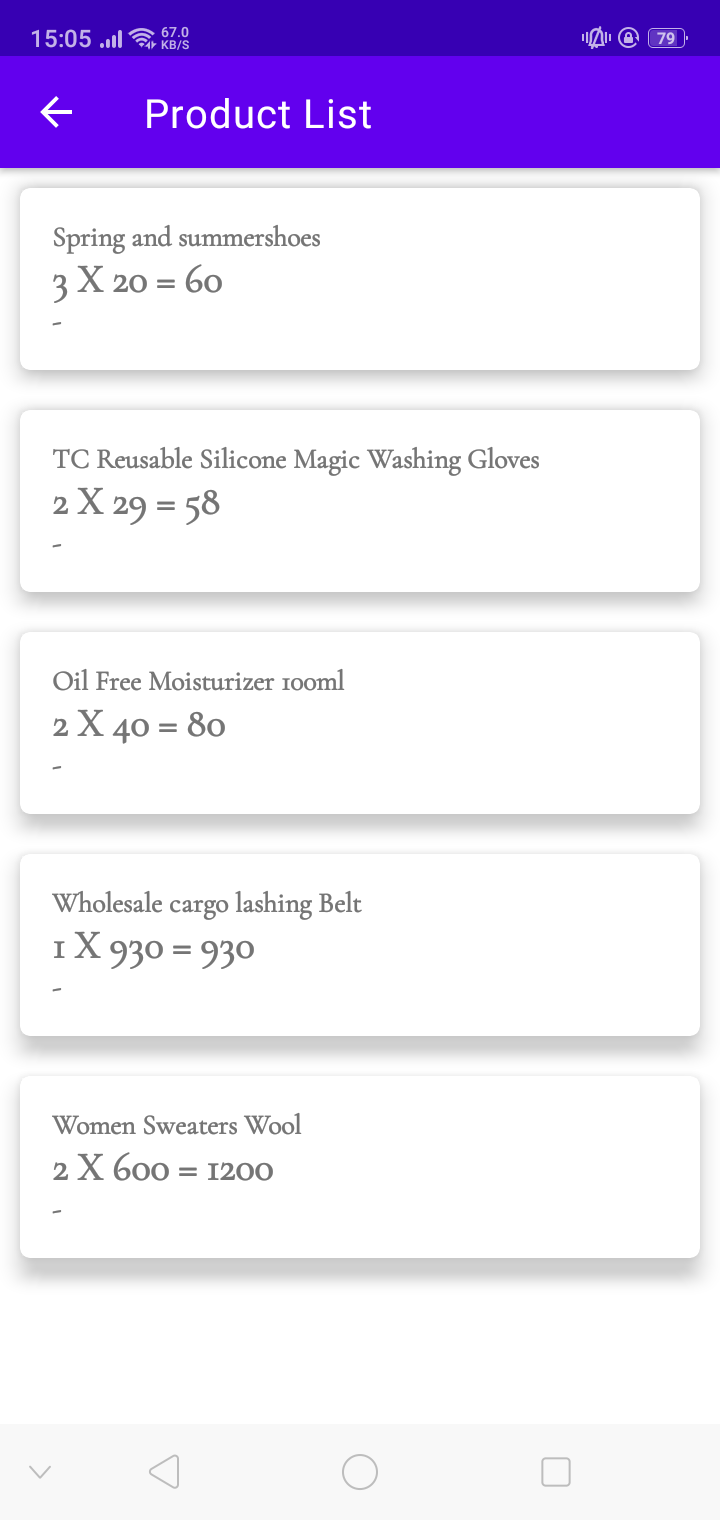 15:05 67.0 KB/S 79
Product List
Spring and summershoes
3 X 20 = 60
-
TC Reusable Silicone Magic Washing Gloves
2 X 29 = 58
-
Oil Free Moisturizer 100ml
2 X 40 = 80
-
Wholesale cargo lashing Belt
1 X 930 = 930
-
Women Sweaters Wool
2 X 600 = 1200
-